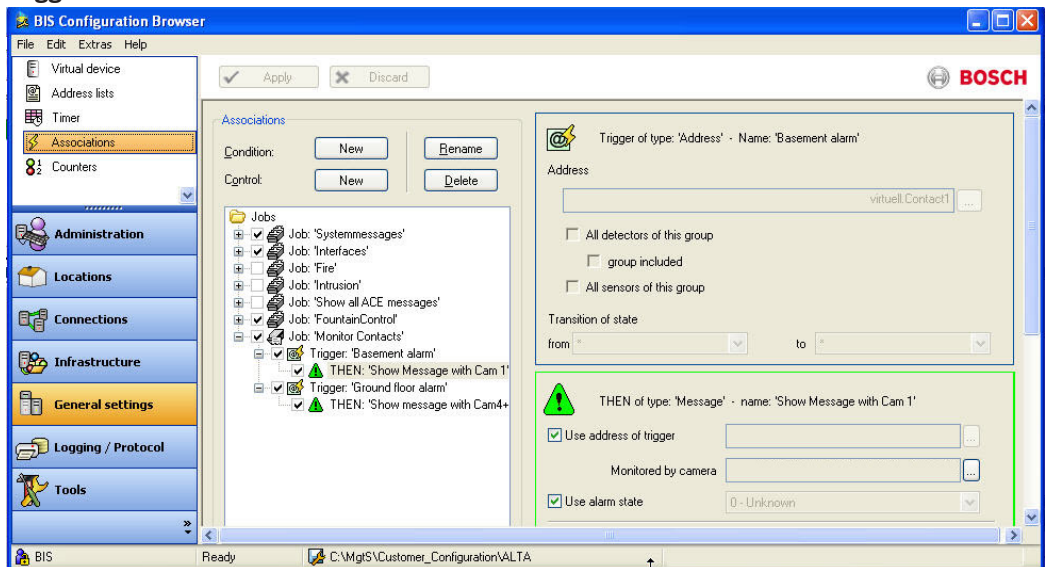 BIS Configuration Browser
File Edit Extras Help
Virtual device
Address lists
Timer
Associations
Counters
Administration
Locations
Connections
Infrastructure
General settings
Logging / Protocol
Tools
»
Apply Discard
BOSCH
Associations
Condition: New Rename
Control: New Delete
Jobs
Job: 'Systemmessages'
Job: 'Interfaces'
Job: 'Fire'
Job: 'Intrusion'
Job: 'Show all ACE messages'
Job: 'FountainControl'
Job: 'Monitor Contacts'
Trigger: 'Basement alarm'
THEN: 'Show Message with Cam 1'
Trigger: 'Ground floor alarm'
THEN: 'Show message with Cam4+
Trigger of type: 'Address' - Name: 'Basement alarm'
Address
virtuell.Contact1 ...
All detectors of this group
group included
All sensors of this group
Transition of state
from * to *
THEN of type: 'Message' - name: 'Show Message with Cam 1'
Use address of trigger ...
Monitored by camera ...
Use alarm state 0 - Unknown
BIS Ready C:\MgtS\Customer_Configuration\ALTA